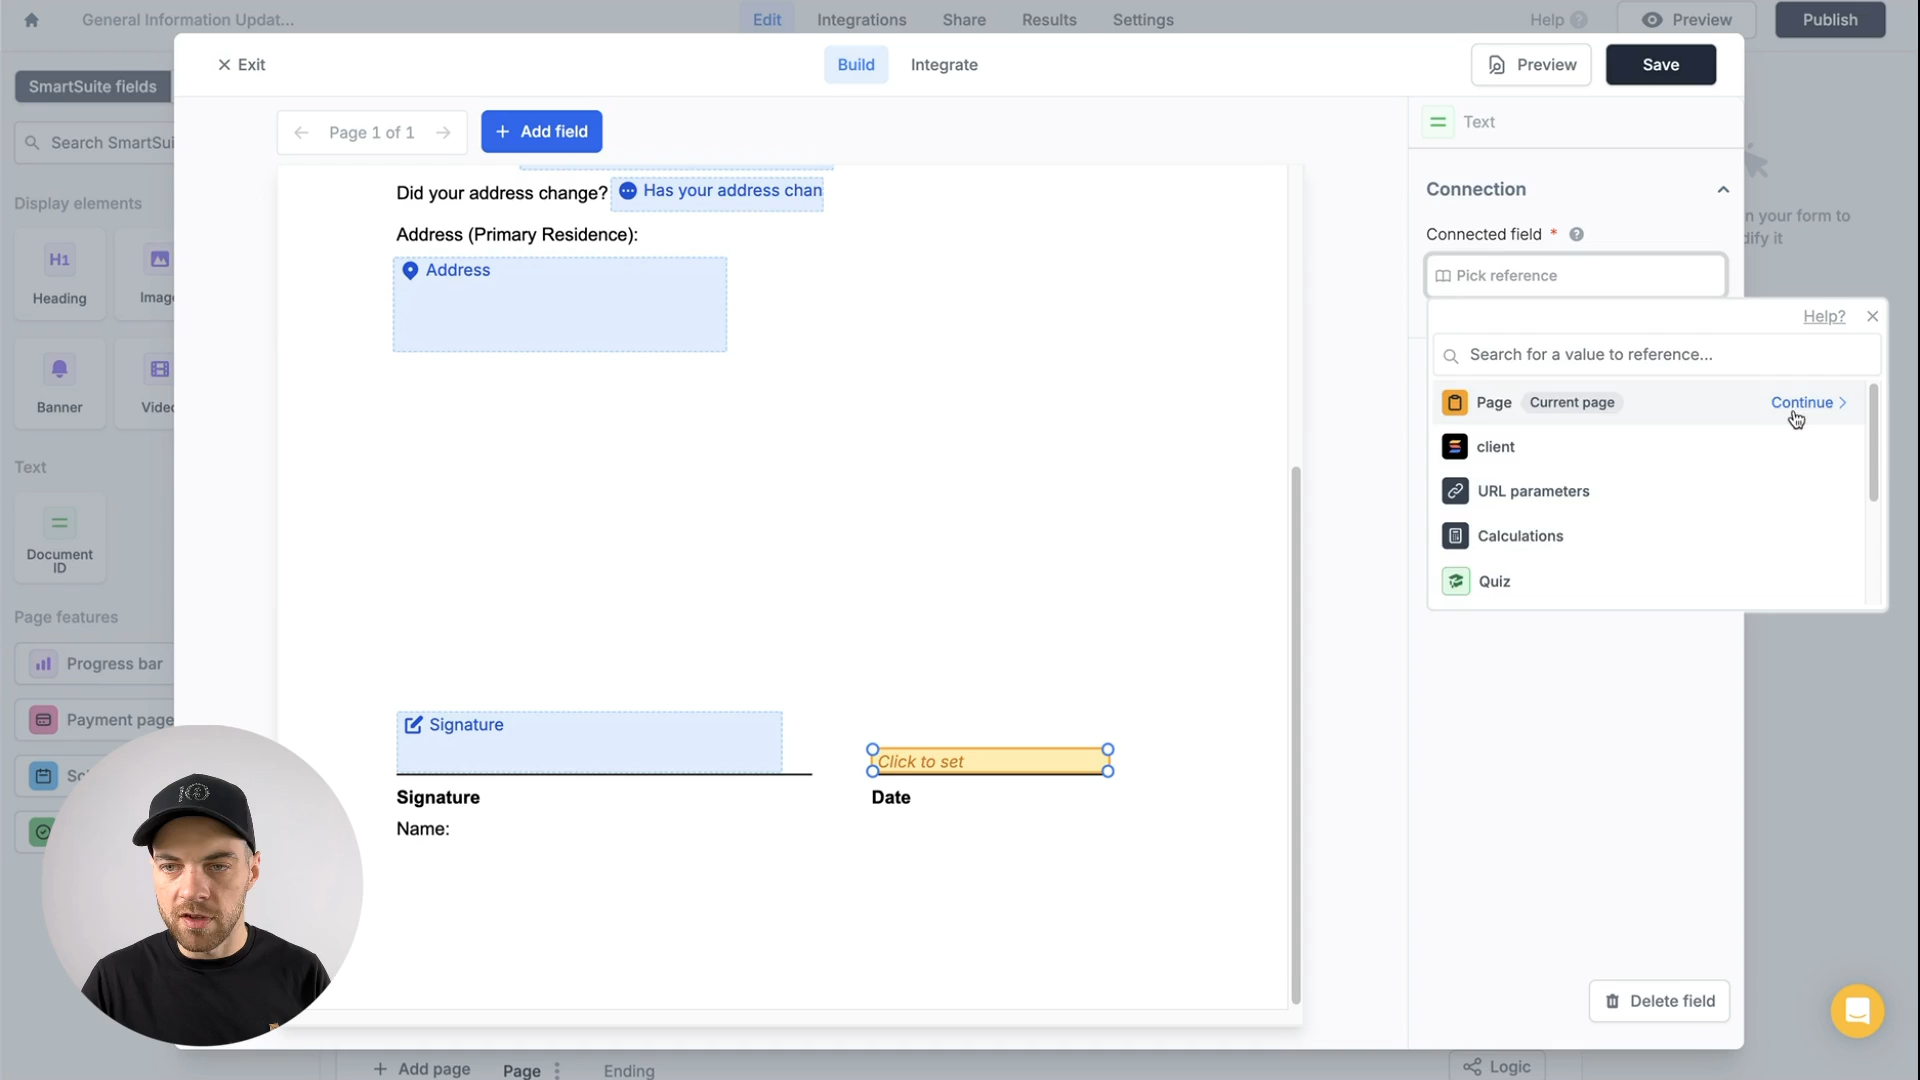 General Information Updat...
Edit
Integrations
Share
Results
Settings
Help
Preview
Publish
Exit
Build
Integrate
Preview
Save
SmartSuite fields
Search SmartSui
Page 1 of 1
Add field
Text
Connection
Connected field *
Pick reference
Help?
Search for a value to reference...
Page
Current page
Continue
client
URL parameters
Calculations
Quiz
n your form to
dify it
Display elements
H1
Heading
Image
Banner
Video
Text
Document
ID
Page features
Progress bar
Payment page
Did your address change?
Has your address chan
Address (Primary Residence):
Address
Signature
Click to set
Signature
Date
Name:
Delete field
Add page
Page
Ending
Logic